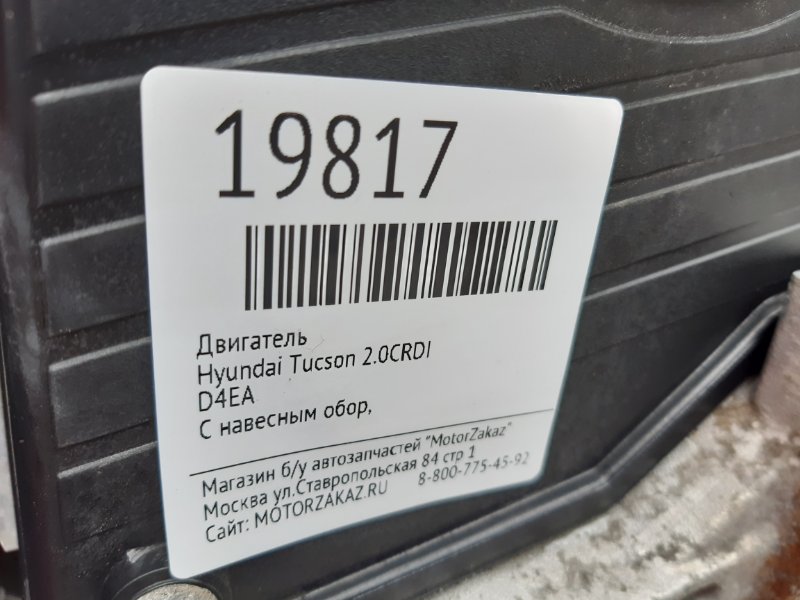 19817
Двигатель
Hyundai Tucson 2.0CRDI
D4EA
С навесным обор,
Магазин б/у автозапчастей "MotorZakaz"
Москва ул.Ставропольская 84 стр 1
Сайт: MOTORZAKAZ.RU 8-800-775-45-92